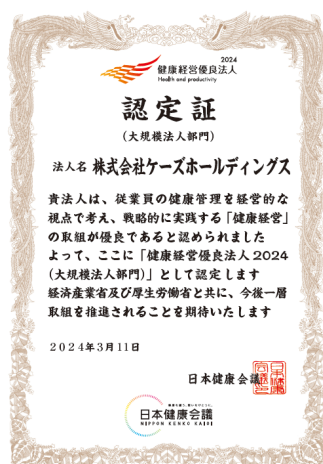 2024
健康経営優良法人
Health and productivity
認定証
(大規模法人部門)
法人名 株式会社ケーズホールディングス
貴法人は、従業員の健康管理を経営的な
視点で考え、戦略的に実践する「健康経営」
の取組が優良であると認められました
よって、ここに「健康経営優良法人2024
(大規模法人部門)」として認定します
経済産業省及び厚生労働省と共に、今後一層
取組を推進されることを期待いたします
2024年3月11日
日本健康会議
日本健康会議
NIPPON KENKO KAIGI